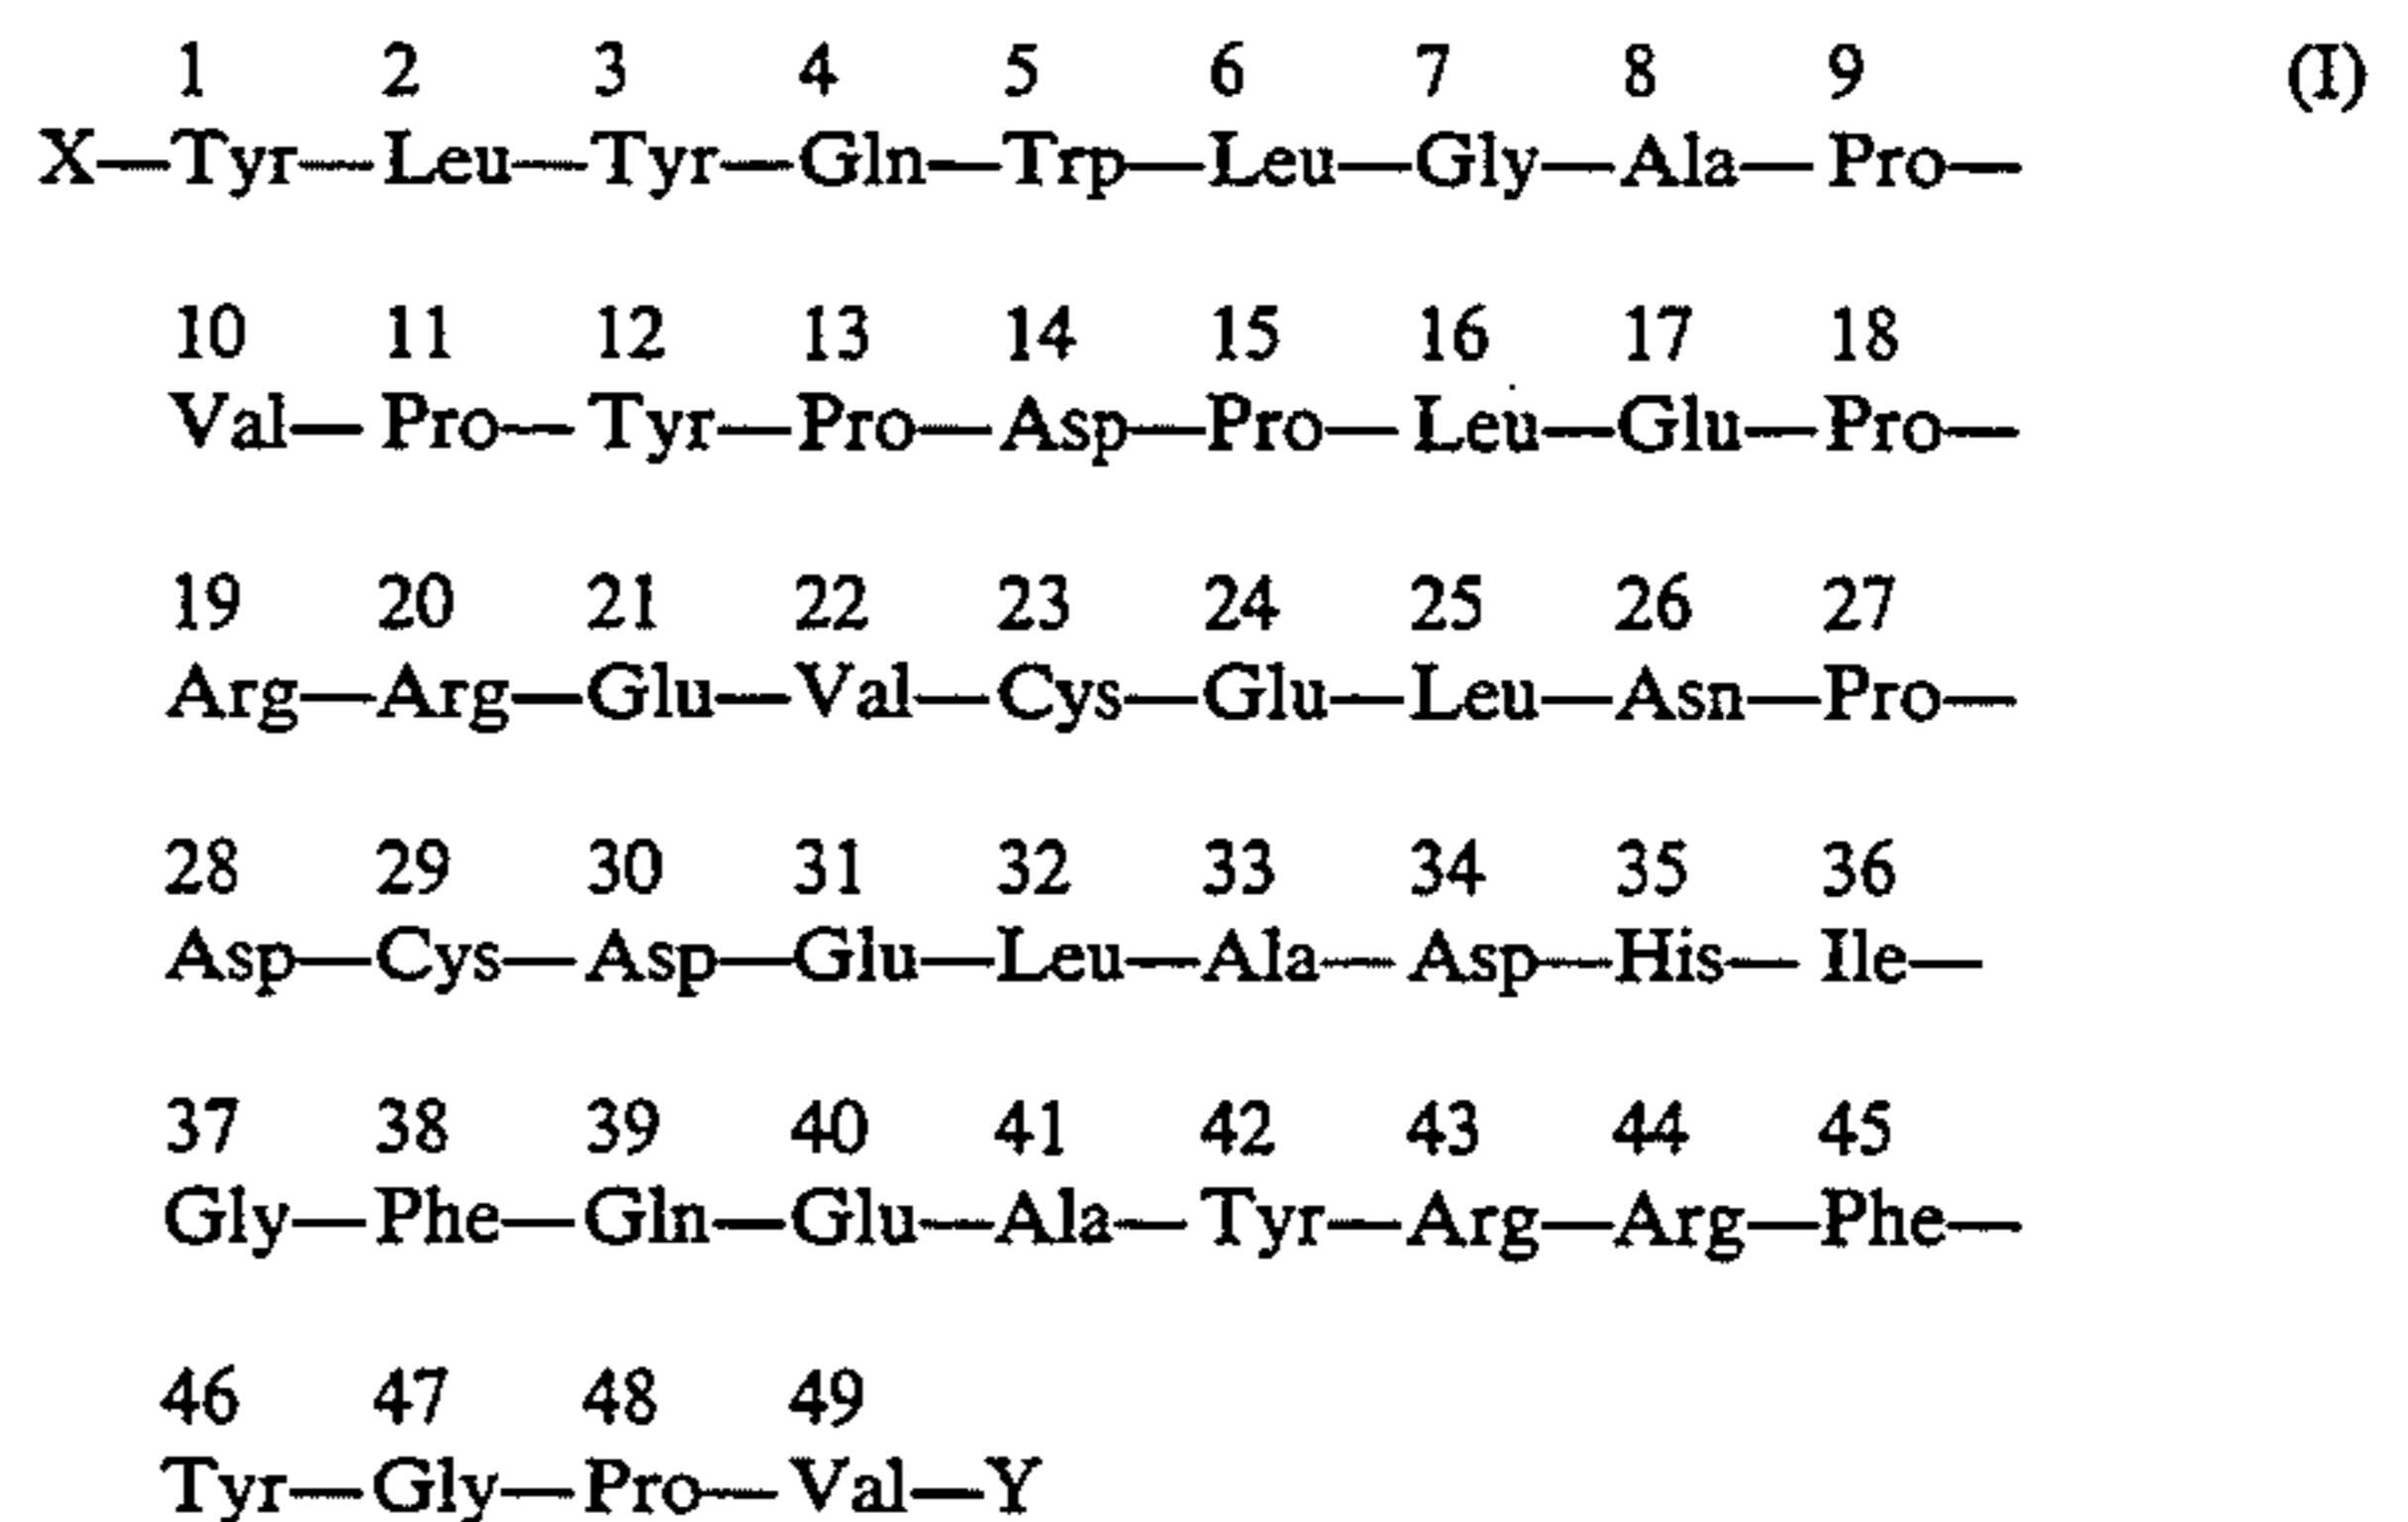 1 2 3 4 5 6 7 8 9 (I)
X—Tyr—Leu—Tyr—Gln—Trp—Leu—Gly—Ala—Pro—
10 11 12 13 14 15 16 17 18
Val—Pro—Tyr—Pro—Asp—Pro—Leu—Glu—Pro—
19 20 21 22 23 24 25 26 27
Arg—Arg—Glu—Val—Cys—Glu—Leu—Asn—Pro—
28 29 30 31 32 33 34 35 36
Asp—Cys—Asp—Glu—Leu—Ala—Asp—His—Ile—
37 38 39 40 41 42 43 44 45
Gly—Phe—Gln—Glu—Ala—Tyr—Arg—Arg—Phe—
46 47 48 49
Tyr—Gly—Pro—Val—Y